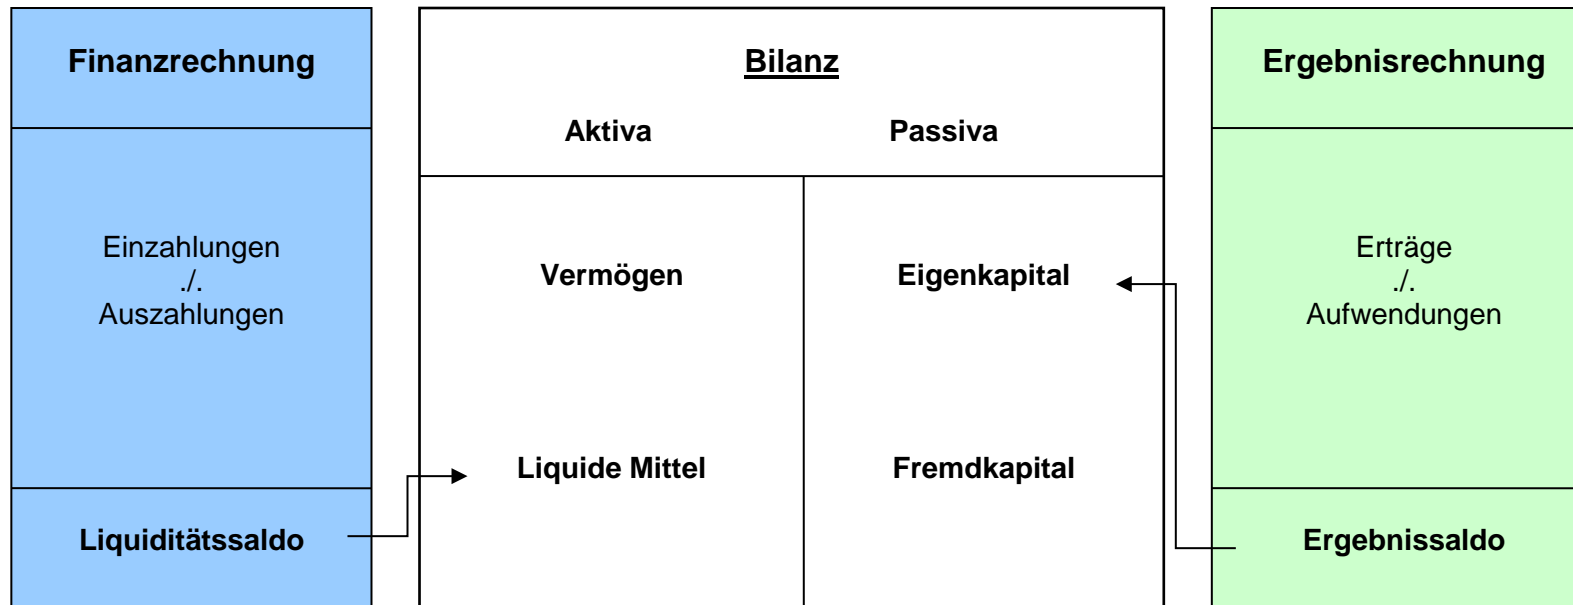 Finanzrechnung
Einzahlungen
./.
Auszahlungen
Liquiditätssaldo
Bilanz
Aktiva Passiva
Vermögen Eigenkapital
Liquide Mittel Fremdkapital
Ergebnisrechnung
Erträge
./.
Aufwendungen
Ergebnissaldo